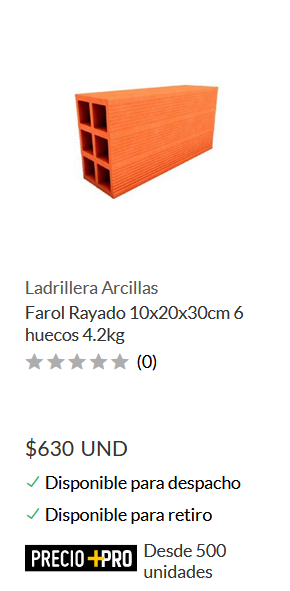 Ladrillera Arcillas
Farol Rayado 10x20x30cm 6
huecos 4.2kg
(0)
$630 UND
Disponible para despacho
Disponible para retiro
PRECIO +PRO Desde 500
unidades